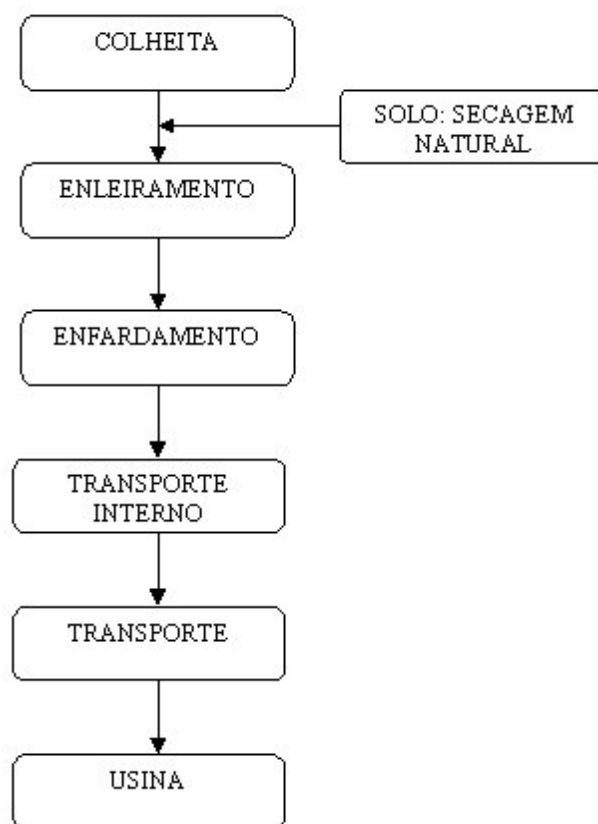 COLHEITA
SOLO: SECAGEM
NATURAL
ENLEIRAMENTO
ENFARDAMENTO
TRANSPORTE
INTERNO
TRANSPORTE
USINA